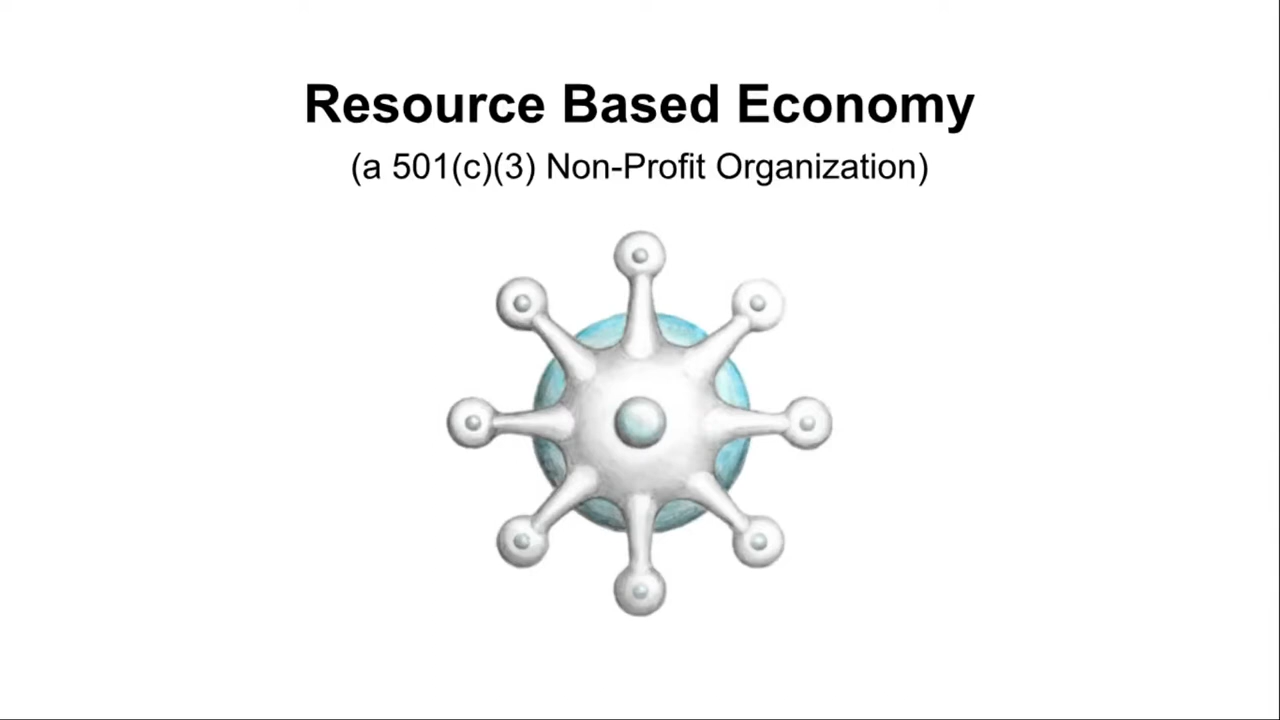 Resource Based Economy
(a 501(c)(3) Non-Profit Organization)